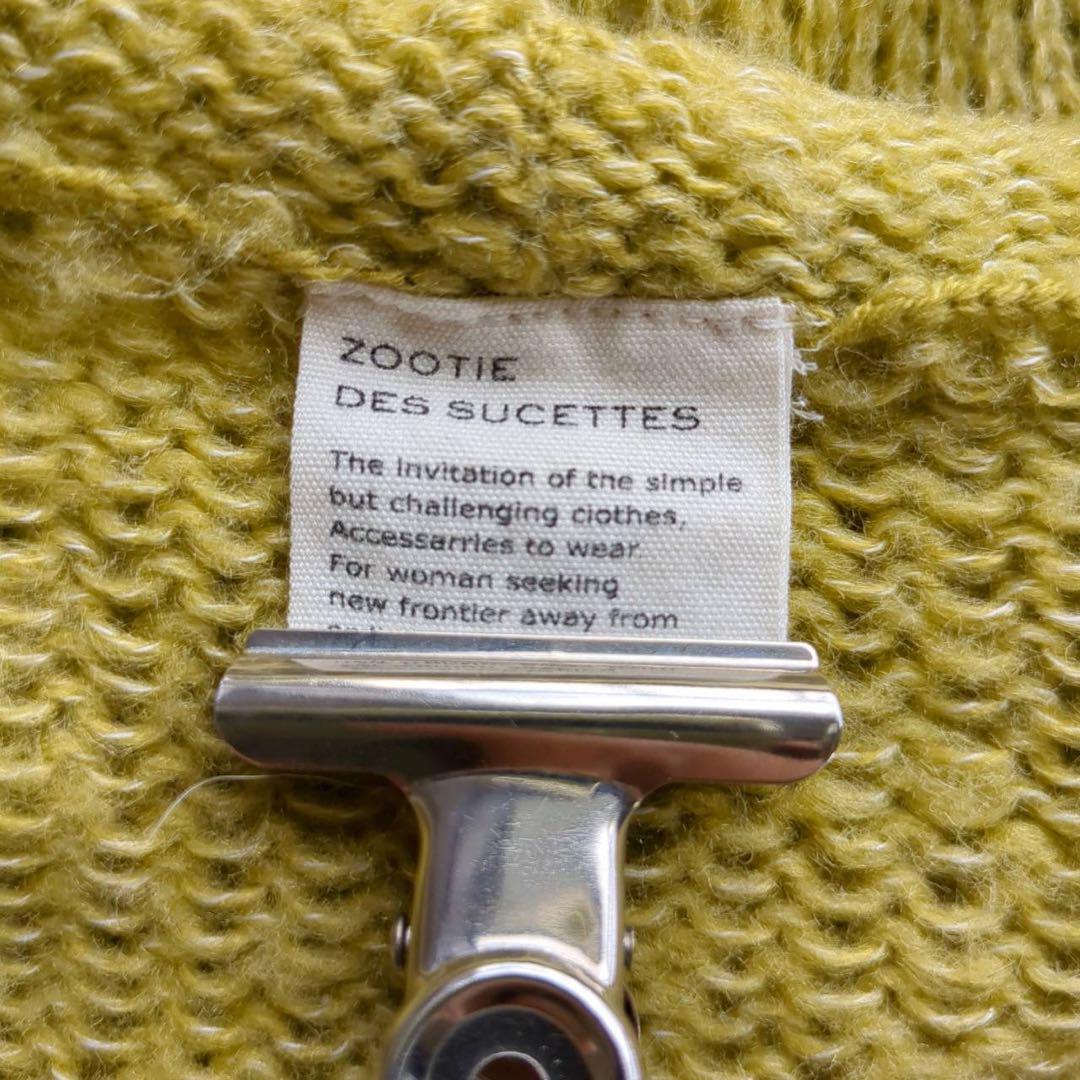 ZOOTIE
DES SUCETTES
The invitation of the simple
but challenging clothes,
Accessarries to wear.
For woman seeking
new frontier away from